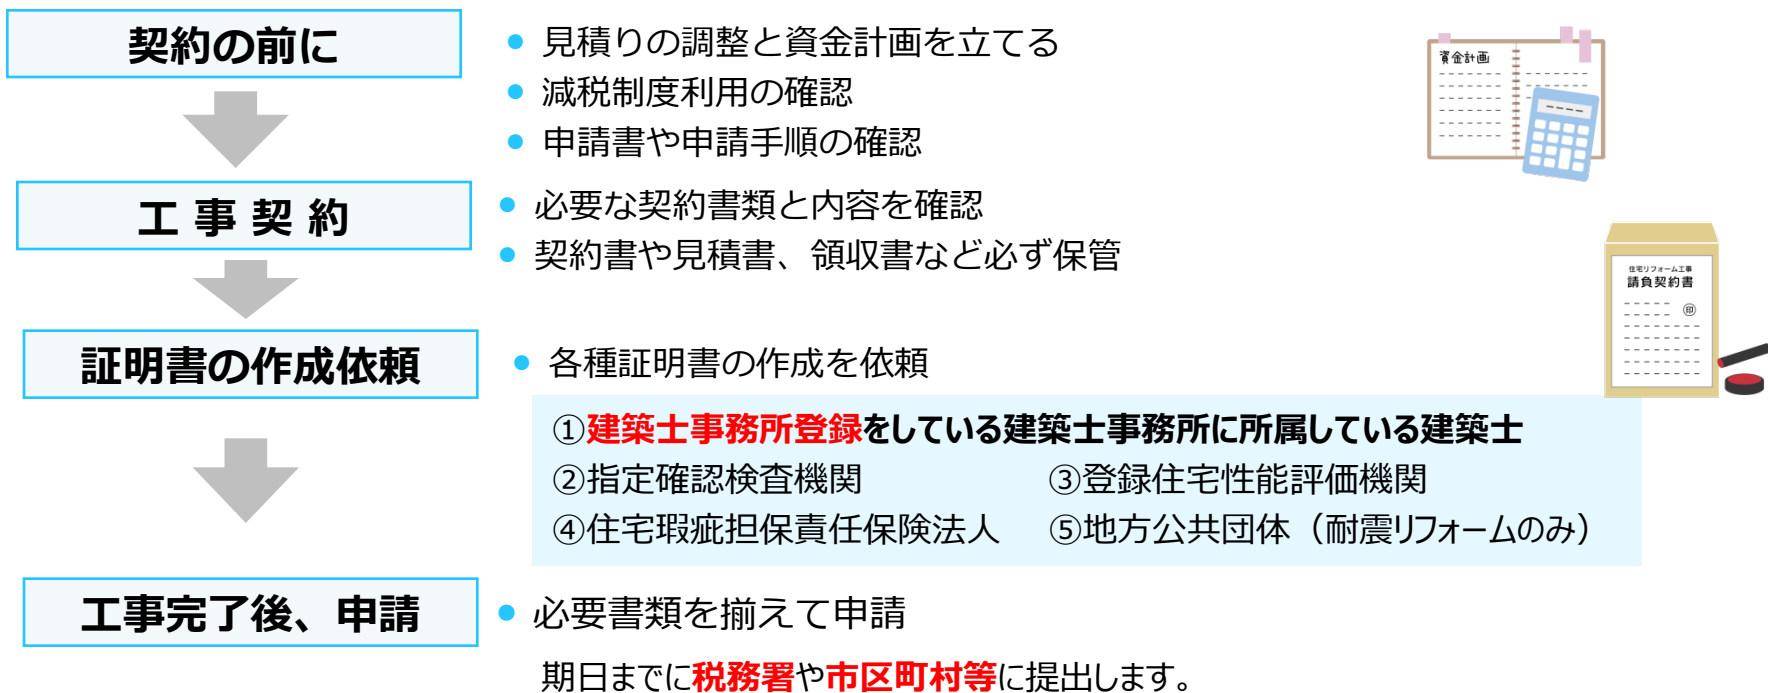 契約の前に
● 見積りの調整と資金計画を立てる
● 減税制度利用の確認
● 申請書や申請手順の確認
資金計画
工事契約
● 必要な契約書類と内容を確認
● 契約書や見積書、領収書など必ず保管
住宅リフォーム工事
請負契約書
印
証明書の作成依頼
● 各種証明書の作成を依頼
①建築士事務所登録をしている建築士事務所に所属している建築士
②指定確認検査機関 ③登録住宅性能評価機関
④住宅瑕疵担保責任保険法人 ⑤地方公共団体（耐震リフォームのみ）
工事完了後、申請
● 必要書類を揃えて申請
期日までに税務署や市区町村等に提出します。